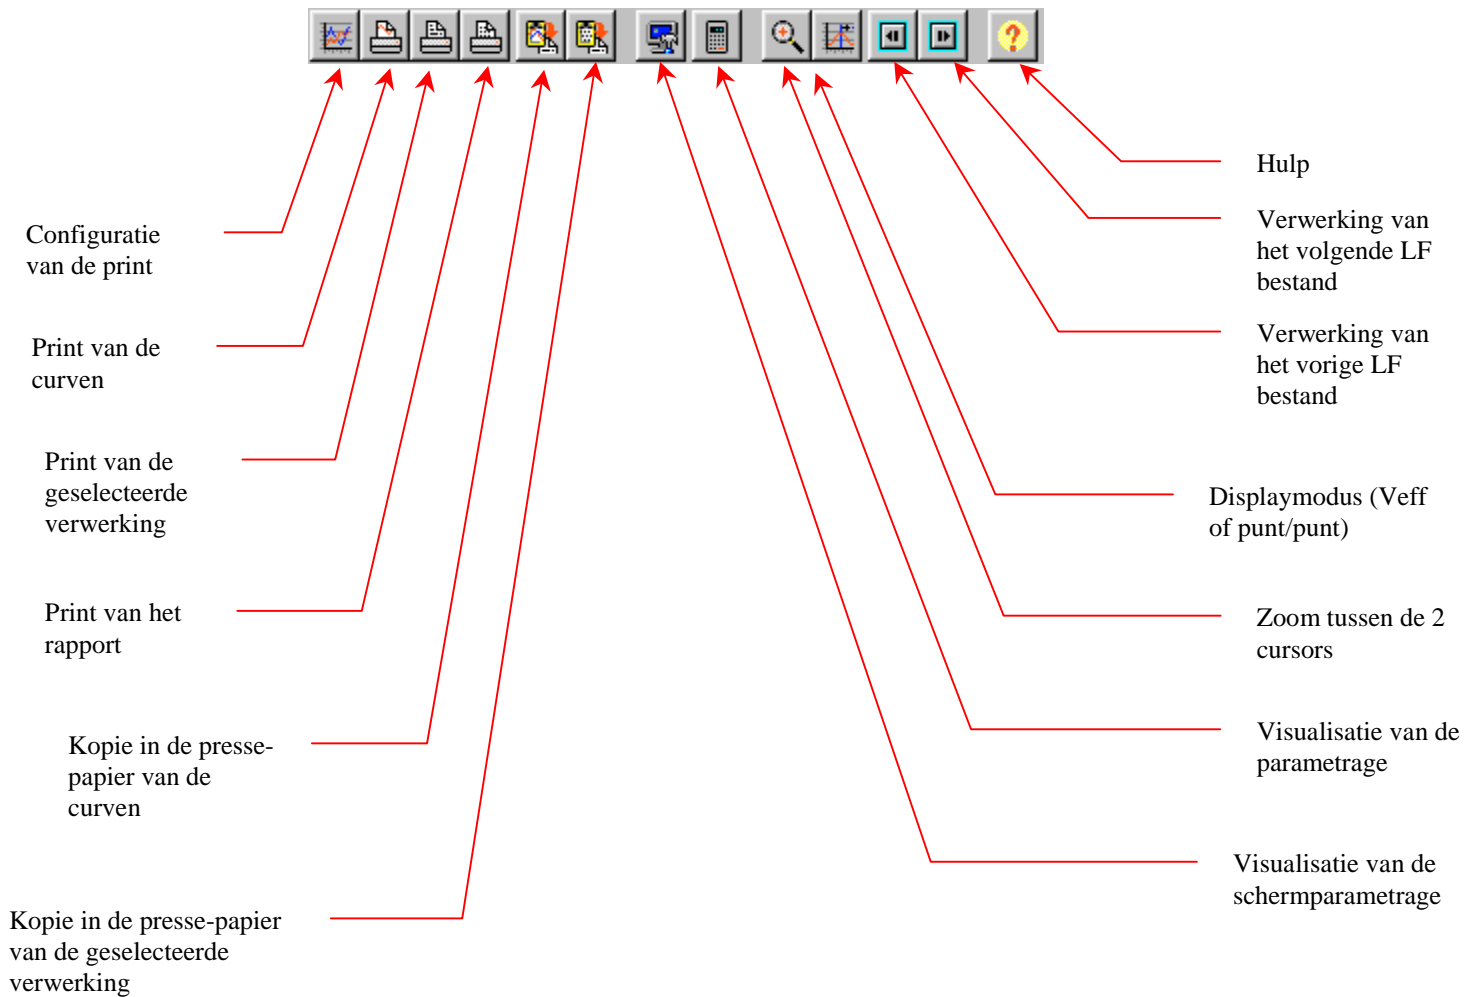 Configuratie
van de print
Print van de
curven
Print van de
geselecteerde
verwerking
Print van het
rapport
Kopie in de presse-
papier van de
curven
Kopie in de presse-papier
van de geselecteerde
verwerking
Hulp
Verwerking van
het volgende LF
bestand
Verwerking van
het vorige LF
bestand
Displaymodus (Veff
of punt/punt)
Zoom tussen de 2
cursors
Visualisatie van de
parametrage
Visualisatie van de
schermparametrage